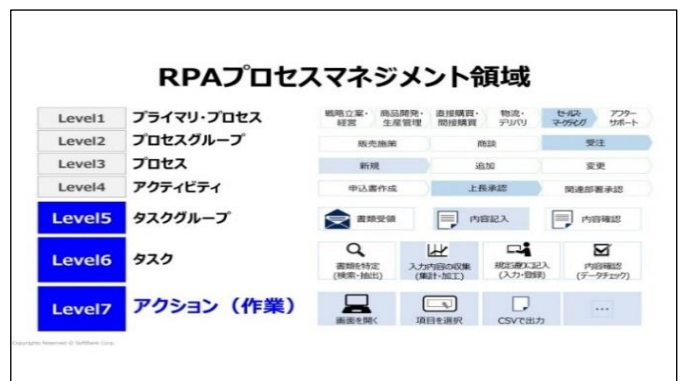 RPAプロセスマネジメント領域
Level1 プライマリ・プロセス 戦略立案・経営 商品開発・生産管理 直接購買・間接購買 物流・デリバリ セールス マーケティング アフターサポート
Level2 プロセスグループ 販売施策 商談 受注
Level3 プロセス 新規 追加 変更
Level4 アクティビティ 申込書作成 上長承認 関連部署承認
Level5 タスクグループ 書類受領 内容記入 内容確認
Level6 タスク 書類を特定 (検索・抽出) 入力内容の収集 (集計・加工) 規定欄に記入 (入力・登録) 内容確認 (データチェック)
Level7 アクション（作業） 画面を開く 項目を選択 CSVで出力 ...
Copyrights Reserved © SoftBank Corp.